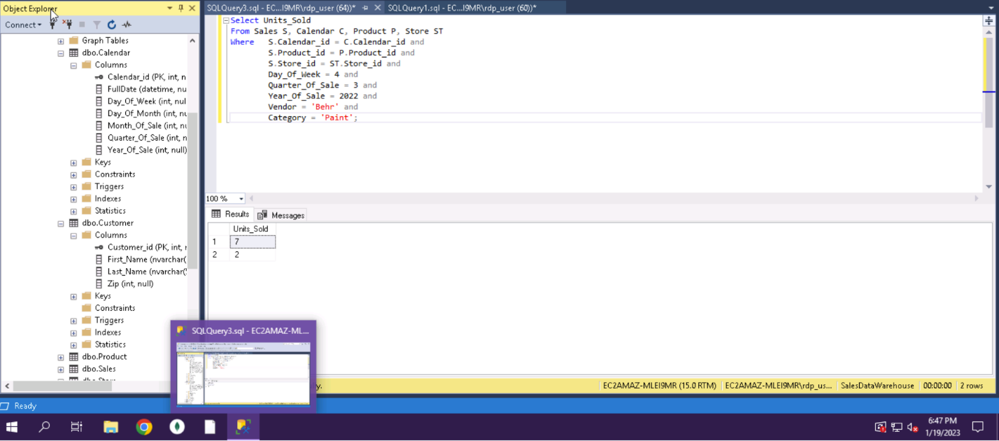 Object Explorer
SQLQuery3.sql - EC...I9MR\rdp_user (64))*
SQLQuery1.sql - EC...I9MR\rdp_user (60))*
Connect
Graph Tables
dbo.Calendar
Columns
Calendar_id (PK, int, n
FullDate (datetime, nu
Day_Of_Week (int, nul
Day_Of_Month (int, nu
Month_Of_Sale (int, nu
Quarter_Of_Sale (int, n
Year_Of_Sale (int, null)
Keys
Constraints
Triggers
Indexes
Statistics
dbo.Customer
Columns
Customer_id (PK, int, r
First_Name (nvarchar(
Last_Name (nvarchar(
Zip (int, null)
Keys
Constraints
Triggers
Indexes
Statistics
dbo.Product
dbo.Sales
Select Units_Sold
From Sales S, Calendar C, Product P, Store ST
Where S.Calendar_id = C.Calendar_id and
S.Product_id = P.Product_id and
S.Store_id = ST.Store_id and
Day_Of_Week = 4 and
Quarter_Of_Sale = 3 and
Year_Of_Sale = 2022 and
Vendor = 'Behr' and
Category = 'Paint';
100 %
Results
Messages
Units_Sold
1 7
2 2
SQLQuery3.sql - EC2AMAZ-ML...
y.
EC2AMAZ-MLEI9MR (15.0 RTM)
EC2AMAZ-MLEI9MR\rdp_us...
SalesDataWarehouse
00:00:00
2 rows
Ready
6:47 PM
1/19/2023